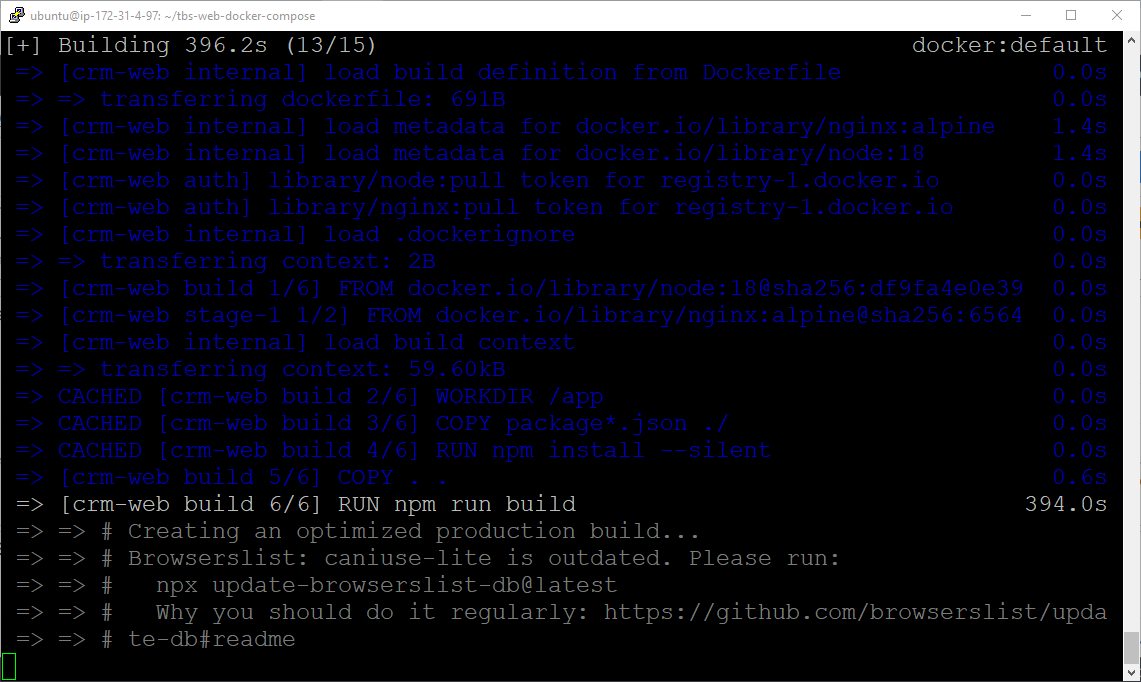 ubuntu@ip-172-31-4-97: ~/tbs-web-docker-compose
[+] Building 396.2s (13/15) docker:default
=> [crm-web internal] load build definition from Dockerfile 0.0s
=> => transferring dockerfile: 691B 0.0s
=> [crm-web internal] load metadata for docker.io/library/nginx:alpine 1.4s
=> [crm-web internal] load metadata for docker.io/library/node:18 1.4s
=> [crm-web auth] library/node:pull token for registry-1.docker.io 0.0s
=> [crm-web auth] library/nginx:pull token for registry-1.docker.io 0.0s
=> [crm-web internal] load .dockerignore 0.0s
=> => transferring context: 2B 0.0s
=> [crm-web build 1/6] FROM docker.io/library/node:18@sha256:df9fa4e0e39 0.0s
=> [crm-web stage-1 1/2] FROM docker.io/library/nginx:alpine@sha256:6564 0.0s
=> [crm-web internal] load build context 0.0s
=> => transferring context: 59.60kB 0.0s
=> CACHED [crm-web build 2/6] WORKDIR /app 0.0s
=> CACHED [crm-web build 3/6] COPY package*.json ./ 0.0s
=> CACHED [crm-web build 4/6] RUN npm install --silent 0.0s
=> [crm-web build 5/6] COPY . . 0.6s
=> [crm-web build 6/6] RUN npm run build 394.0s
=> => # Creating an optimized production build...
=> => # Browserslist: caniuse-lite is outdated. Please run:
=> => #   npx update-browserslist-db@latest
=> => #   Why you should do it regularly: https://github.com/browserslist/upda
=> => # te-db#readme